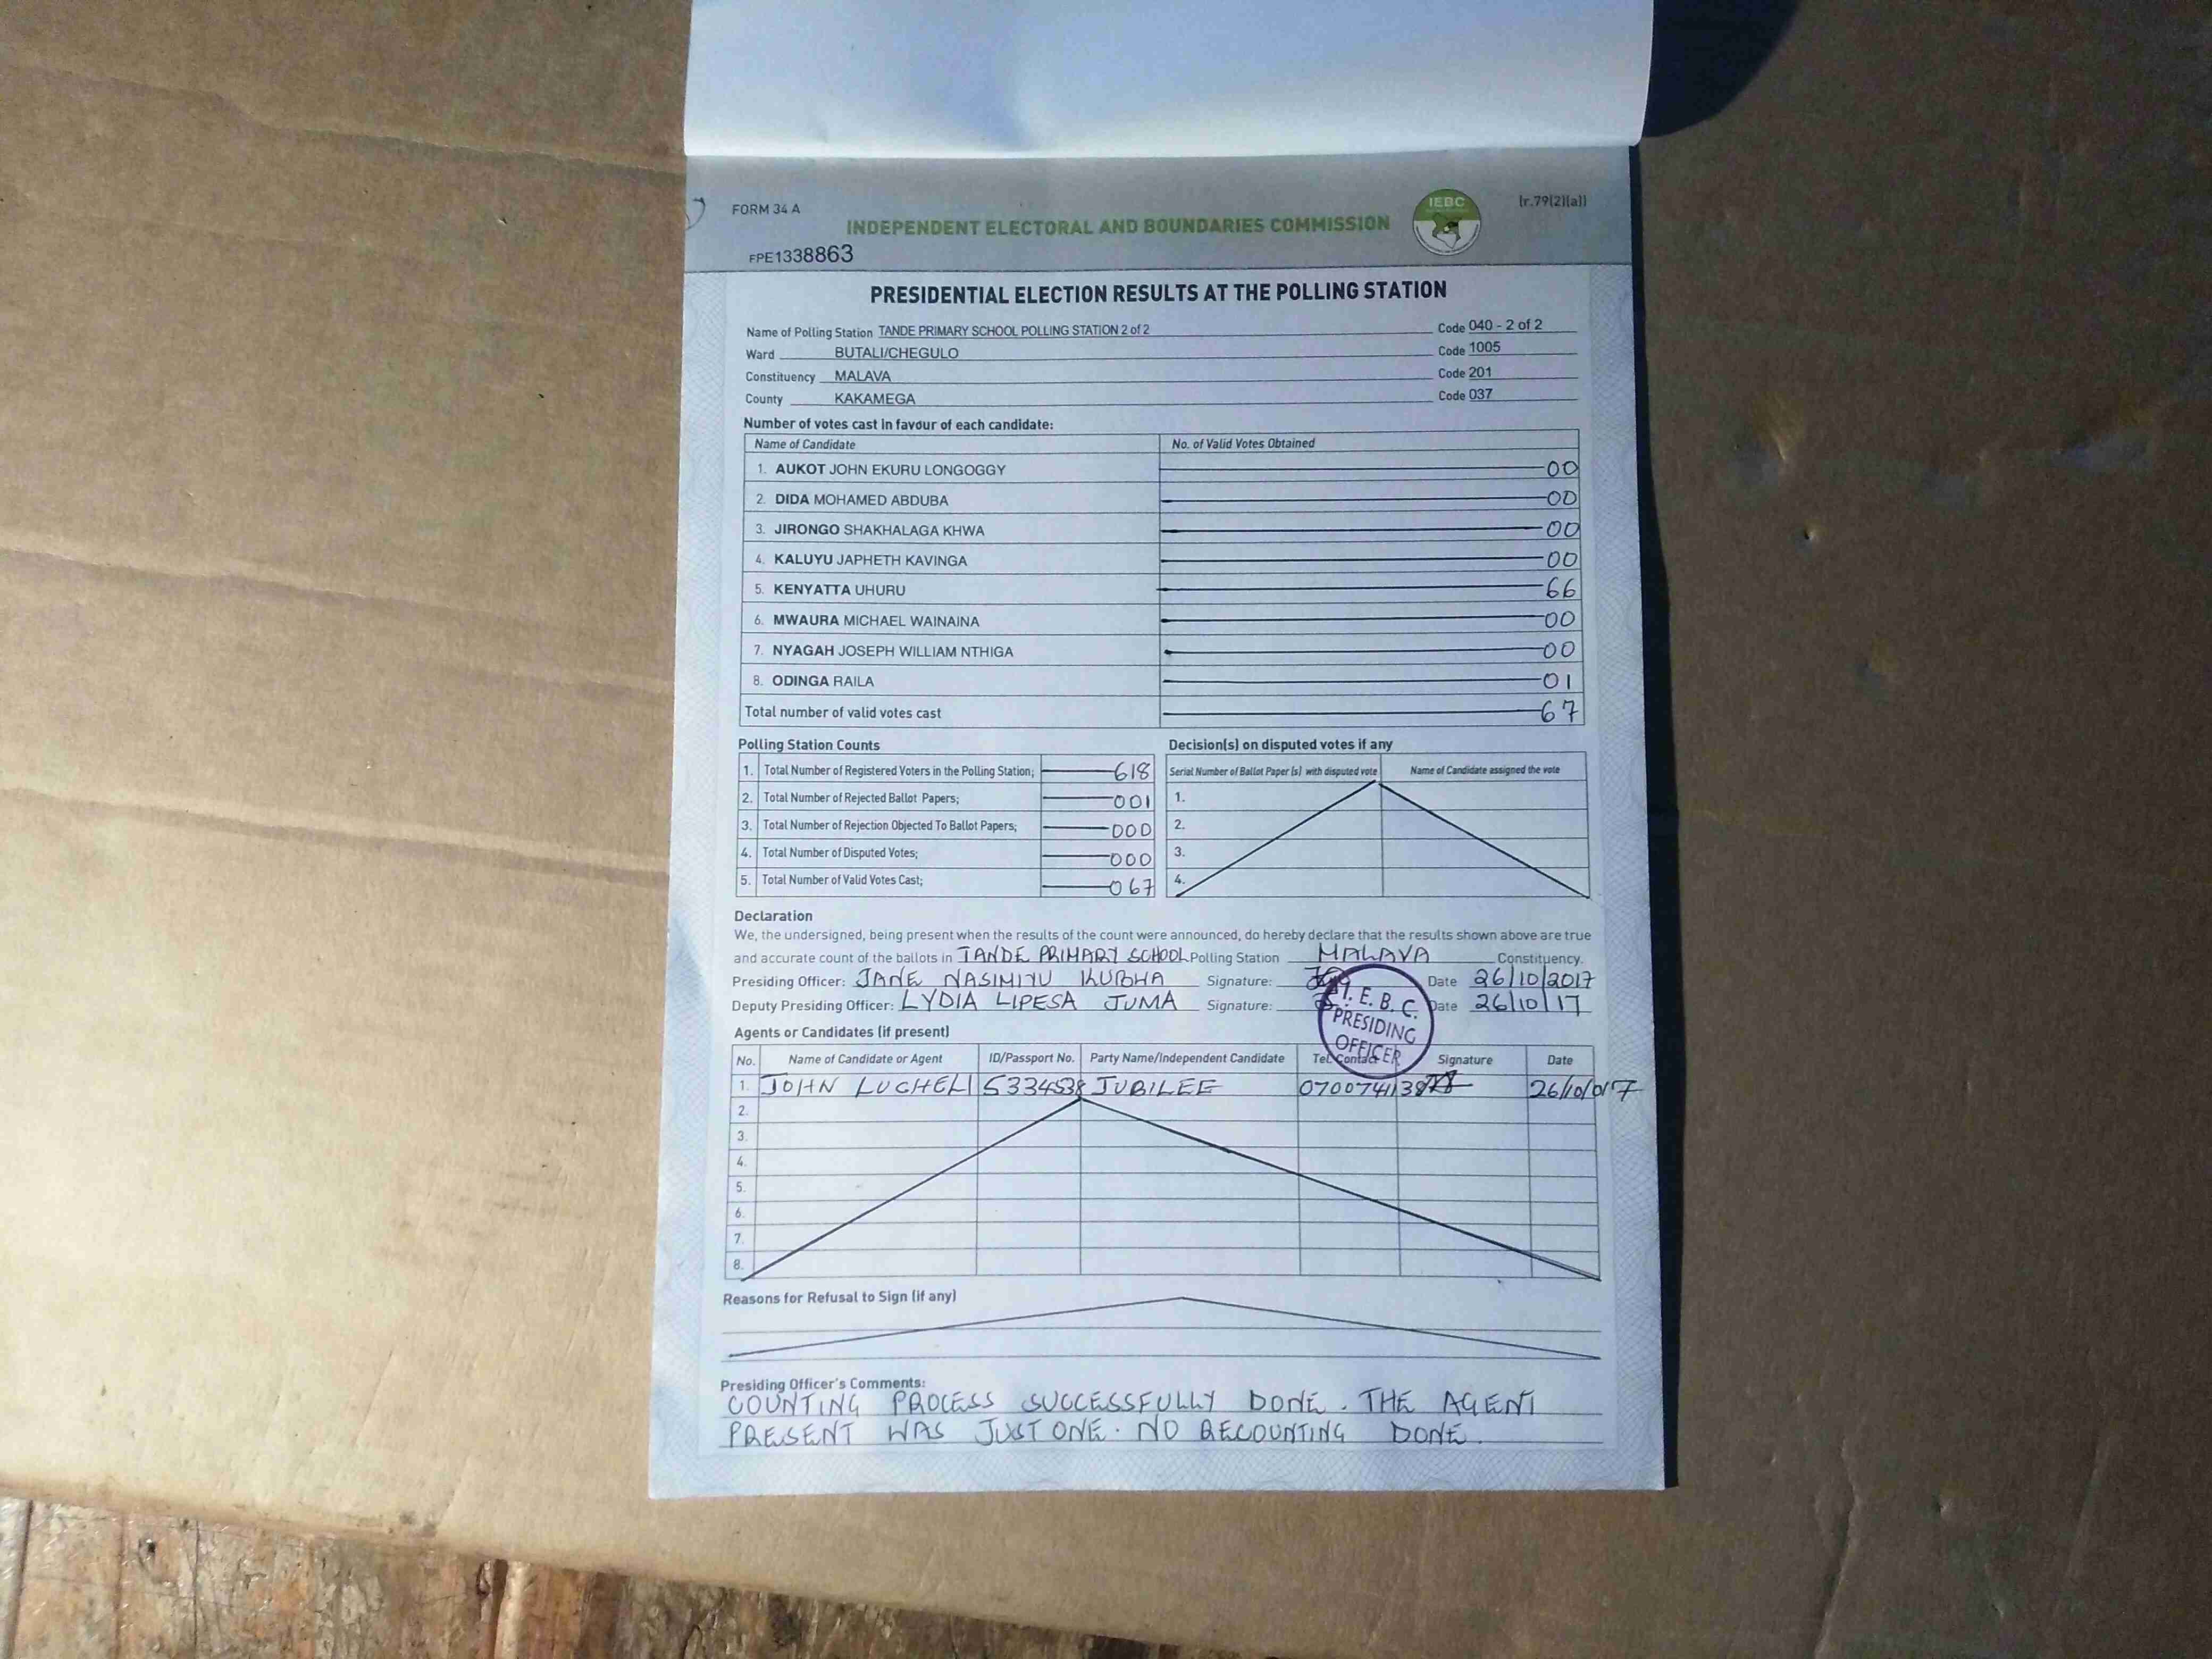 FORM 34 A
IEBC
[r.79(2)(a)]
INDEPENDENT ELECTORAL AND BOUNDARIES COMMISSION
FPE1338863
PRESIDENTIAL ELECTION RESULTS AT THE POLLING STATION
Name of Polling Station TANDE PRIMARY SCHOOL POLLING STATION 2 of 2 Code 040 - 2 of 2
Ward BUTALI/CHEGULO Code 1005
Constituency MALAVA Code 201
County KAKAMEGA Code 037
Number of votes cast in favour of each candidate:
Name of Candidate No. of Valid Votes Obtained
1. AUKOT JOHN EKURU LONGOGGY 00
2. DIDA MOHAMED ABDUBA 00
3. JIRONGO SHAKHALAGA KHWA 00
4. KALUYU JAPHETH KAVINGA 00
5. KENYATTA UHURU 66
6. MWAURA MICHAEL WAINAINA 00
7. NYAGAH JOSEPH WILLIAM NTHIGA 00
8. ODINGA RAILA 01
Total number of valid votes cast 67
Polling Station Counts
1. Total Number of Registered Voters in the Polling Station; 618
2. Total Number of Rejected Ballot Papers; 001
3. Total Number of Rejection Objected To Ballot Papers; 000
4. Total Number of Disputed Votes; 000
5. Total Number of Valid Votes Cast; 067
Decision(s) on disputed votes if any
Serial Number of Ballot Paper (s) with disputed vote Name of Candidate assigned the vote
1.
2.
3.
4.
Declaration
We, the undersigned, being present when the results of the count were announced, do hereby declare that the results shown above are true
and accurate count of the ballots in TANDE PRIMARY SCHOOL Polling Station MALAVA Constituency.
Presiding Officer: JANE NASIMIYU Signature: Date 26/10/2017
Deputy Presiding Officer: LYDIA LIPESA JUMA Signature: Date 26/10/17
I. E. B. C.
PRESIDING
OFFICER
Agents or Candidates (if present)
No. Name of Candidate or Agent ID/Passport No. Party Name/Independent Candidate Tel. Contact Signature Date
1. JOHN LUCHELI 5334538 JUBILEE
2.
3.
4.
5.
6.
7.
8.
Reasons for Refusal to Sign (if any)
Presiding Officer's Comments:
COUNTING PROCESS SUCCESSFULLY DONE. THE AGENT
PRESENT WAS JUST ONE. NO RECOUNTING DONE.